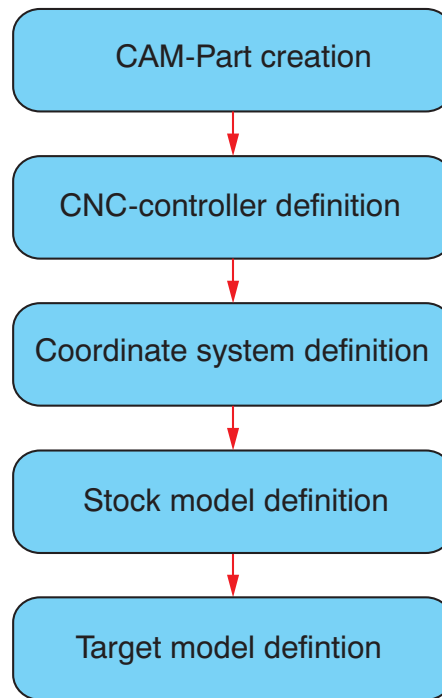 CAM-Part creation
CNC-controller definition
Coordinate system definition
Stock model definition
Target model defintion